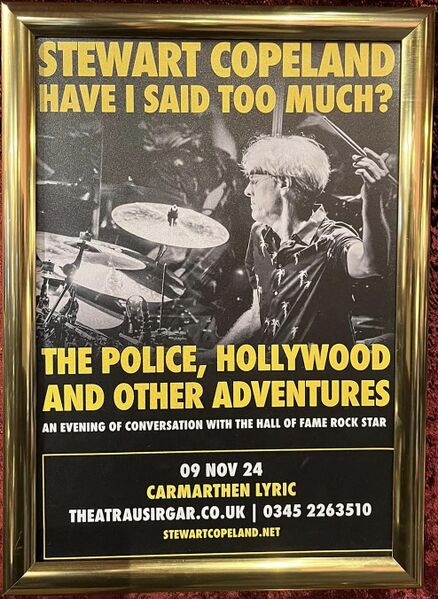 STEWART COPELAND
HAVE I SAID TOO MUCH?
THE POLICE, HOLLYWOOD
AND OTHER ADVENTURES
AN EVENING OF CONVERSATION WITH THE HALL OF FAME ROCK STAR
09 NOV 24
CARMARTHEN LYRIC
THEATRAUSIRGAR.CO.UK | 0345 2263510
STEWARTCOPELAND.NET